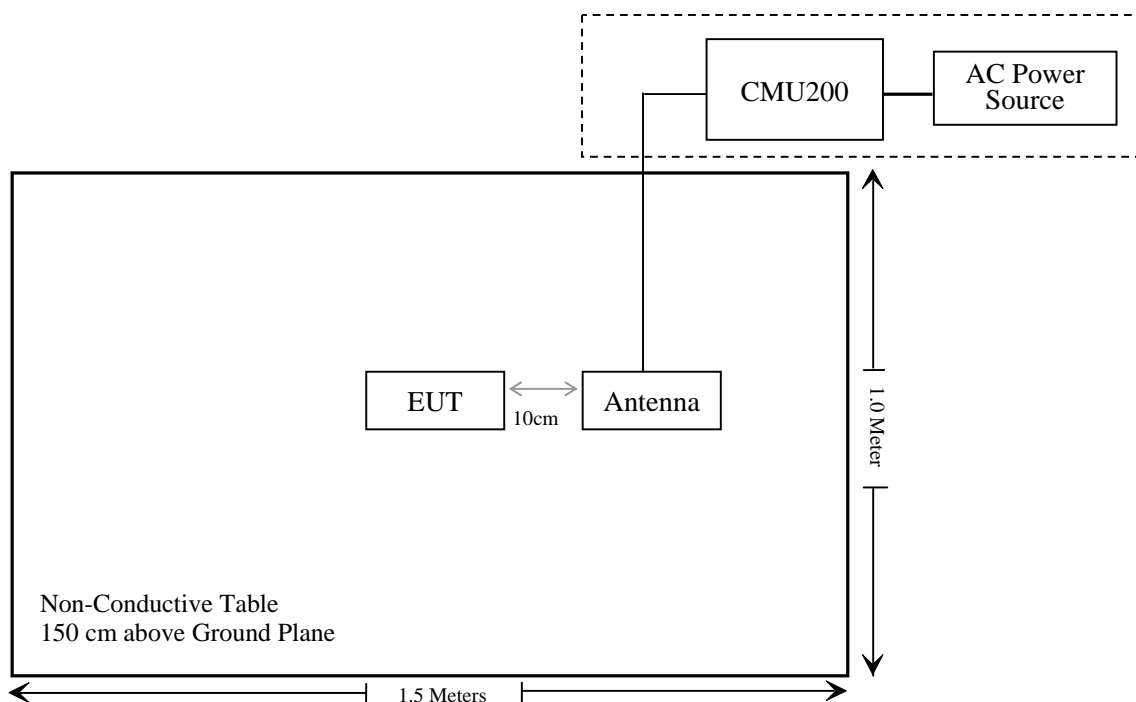 CMU200
AC Power
Source
EUT
10cm
Antenna
1.0 Meter
Non-Conductive Table
150 cm above Ground Plane
1.5 Meters